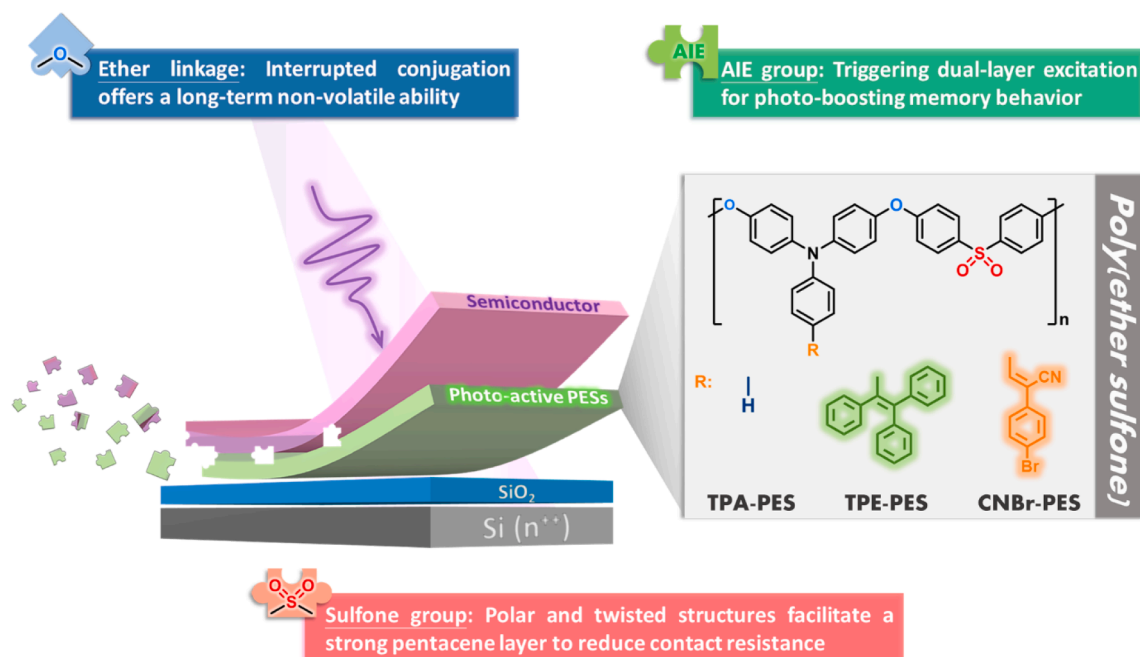 O
Ether linkage: Interrupted conjugation
offers a long-term non-volatile ability
AIE
AIE group: Triggering dual-layer excitation
for photo-boosting memory behavior
Semiconductor
Photo-active PESs
SiO₂
Si (n⁺⁺)
O
O
N
S
O O
R
n
R:
H
CN
Br
TPA-PES
TPE-PES
CNBr-PES
Poly(ether sulfone)
O O
S
Sulfone group: Polar and twisted structures facilitate a
strong pentacene layer to reduce contact resistance